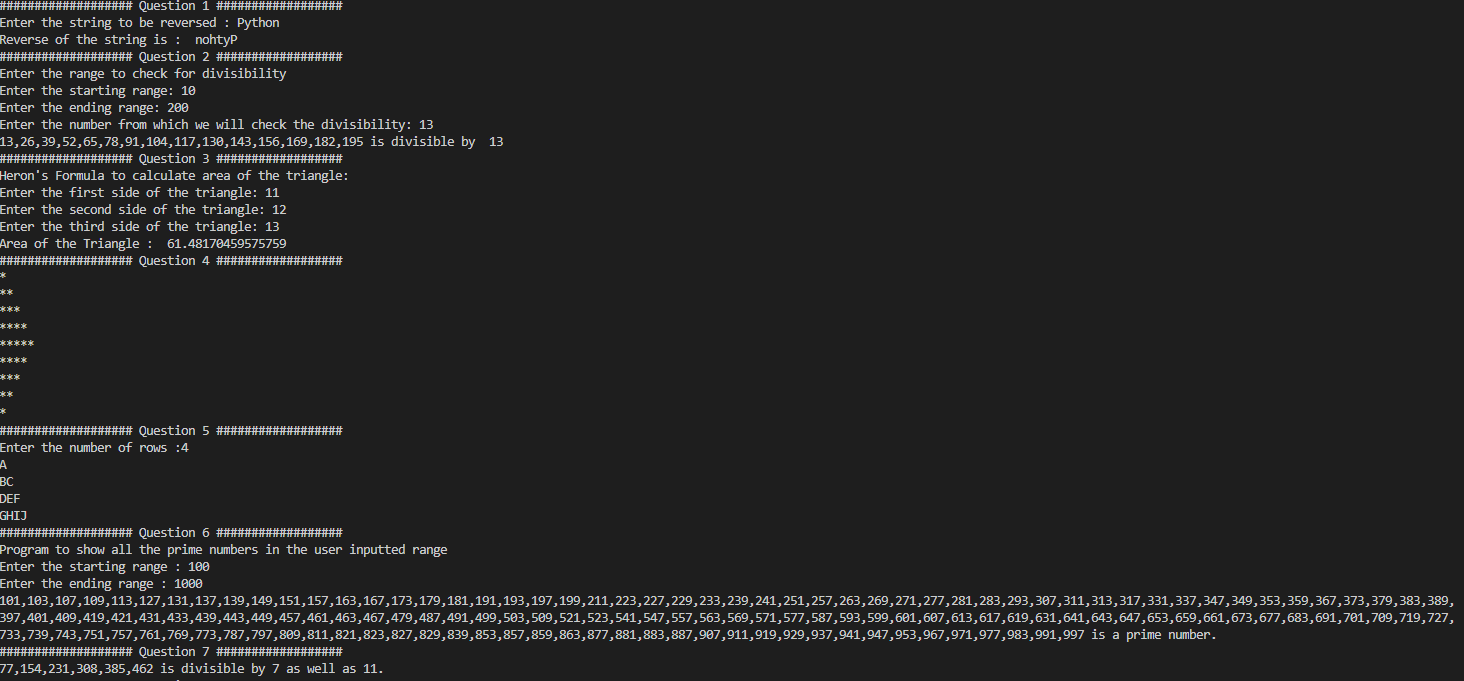 ################### Question 1 ##################
Enter the string to be reversed : Python
Reverse of the string is :  nohtyP
################### Question 2 ##################
Enter the range to check for divisibility
Enter the starting range: 10
Enter the ending range: 200
Enter the number from which we will check the divisibility: 13
13,26,39,52,65,78,91,104,117,130,143,156,169,182,195 is divisible by  13
################### Question 3 ##################
Heron's Formula to calculate area of the triangle:
Enter the first side of the triangle: 11
Enter the second side of the triangle: 12
Enter the third side of the triangle: 13
Area of the Triangle :  61.48170459575759
################### Question 4 ##################
*
**
***
****
*****
****
***
**
*
################### Question 5 ##################
Enter the number of rows :4
A
BC
DEF
GHIJ
################### Question 6 ##################
Program to show all the prime numbers in the user inputted range
Enter the starting range : 100
Enter the ending range : 1000
101,103,107,109,113,127,131,137,139,149,151,157,163,167,173,179,181,191,193,197,199,211,223,227,229,233,239,241,251,257,263,269,271,277,281,283,293,307,311,313,317,331,337,347,349,353,359,367,373,379,383,389,
397,401,409,419,421,431,433,439,443,449,457,461,463,467,479,487,491,499,503,509,521,523,541,547,557,563,569,571,577,587,593,599,601,607,613,617,619,631,641,643,647,653,659,661,673,677,683,691,701,709,719,727,
733,739,743,751,757,761,769,773,787,797,809,811,821,823,827,829,839,853,857,859,863,877,881,883,887,907,911,919,929,937,941,947,953,967,971,977,983,991,997 is a prime number.
################### Question 7 ##################
77,154,231,308,385,462 is divisible by 7 as well as 11.